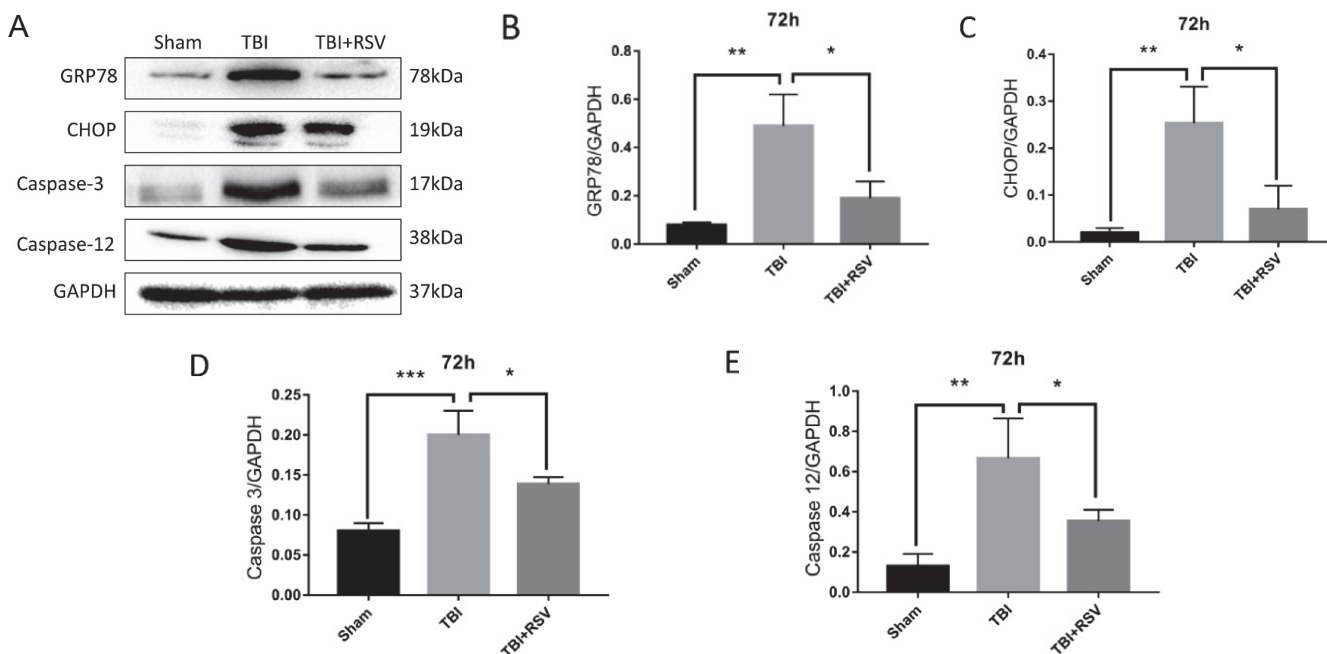 A
Sham TBI TBI+RSV
GRP78 78kDa
CHOP 19kDa
Caspase-3 17kDa
Caspase-12 38kDa
GAPDH 37kDa
B
72h
** *
GRP78/GAPDH
0.8
0.6
0.4
0.2
0.0
Sham TBI TBI+RSV
C
72h
** *
CHOP/GAPDH
0.4
0.3
0.2
0.1
0.0
Sham TBI TBI+RSV
D
72h
*** *
Caspase 3/GAPDH
0.25
0.20
0.15
0.10
0.05
0.00
Sham TBI TBI+RSV
E
72h
** *
Caspase 12/GAPDH
1.0
0.8
0.6
0.4
0.2
0.0
Sham TBI TBI+RSV